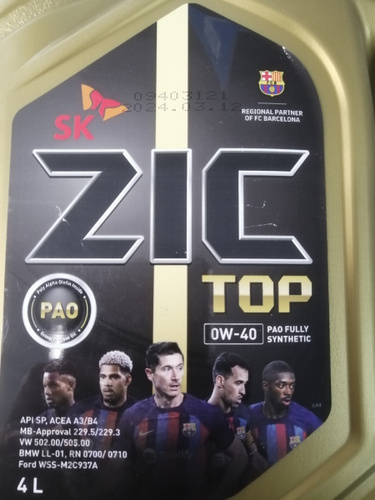 09403121
2024.03.12
SK
REGIONAL PARTNER
OF FC BARCELONA
ZIC
TOP
PAO
0W-40
PAO FULLY
SYNTHETIC
API SP, ACEA A3/B4
MB-Approval 229.5/229.3
VW 502.00/505.00
BMW LL-01, RN 0700/ 0710
Ford WSS-M2C937A
4 L